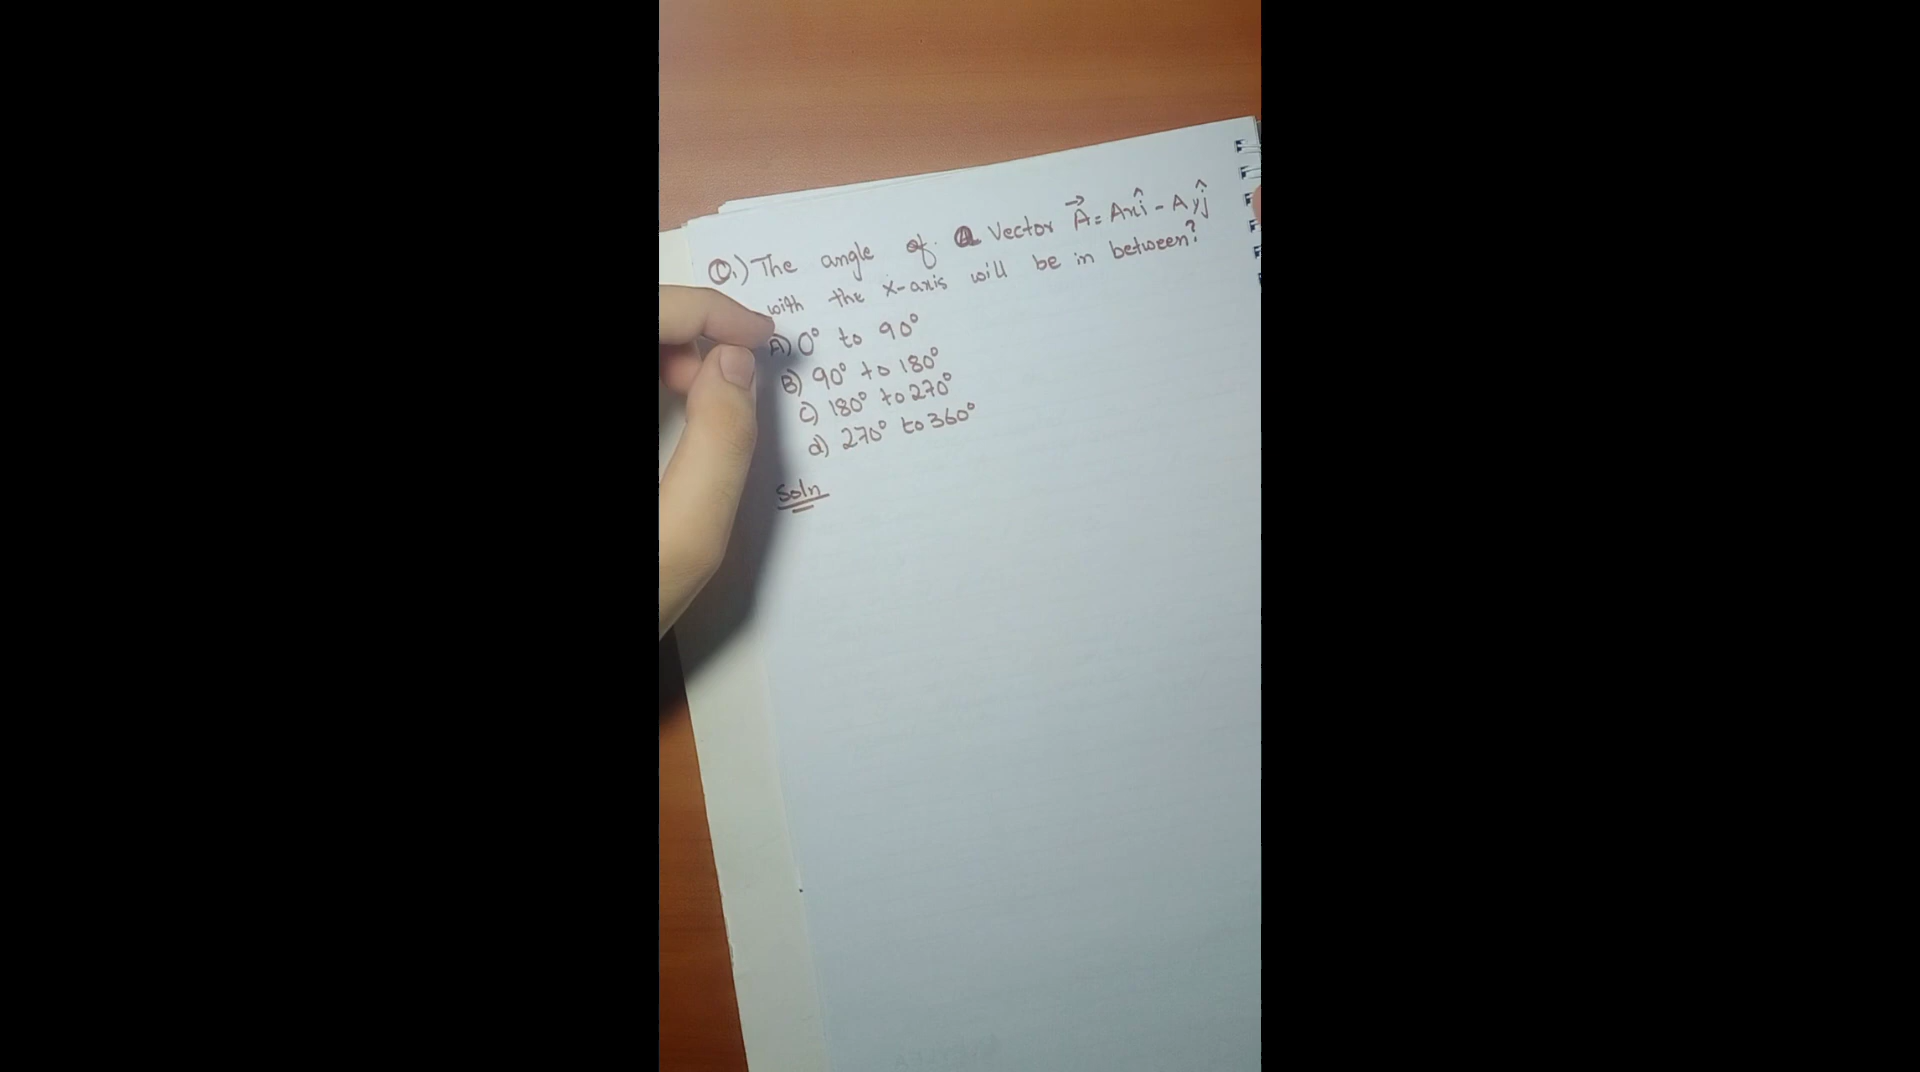 Q.) The angle of a Vector A⃗ = Axî - Ayĵ
with the x-axis will be in between?
A) 0° to 90°
B) 90° to 180°
C) 180° to 270°
d) 270° to 360°
Soln